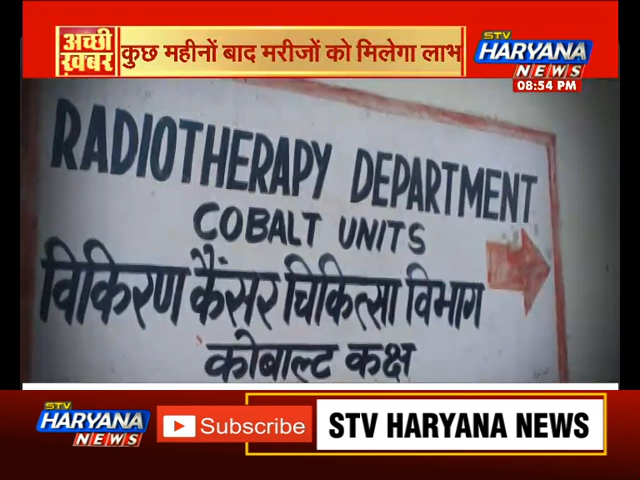 अच्छी ख़बर
कुछ महीनों बाद मरीजों को मिलेगा लाभ
STV
HARYANA
NEWS
08:54 PM
RADIOTHERAPY DEPARTMENT
COBALT UNITS
विकिरण कैंसर चिकित्सा विभाग
कोबाल्ट कक्ष
STV
HARYANA
NEWS
Subscribe
STV HARYANA NEWS